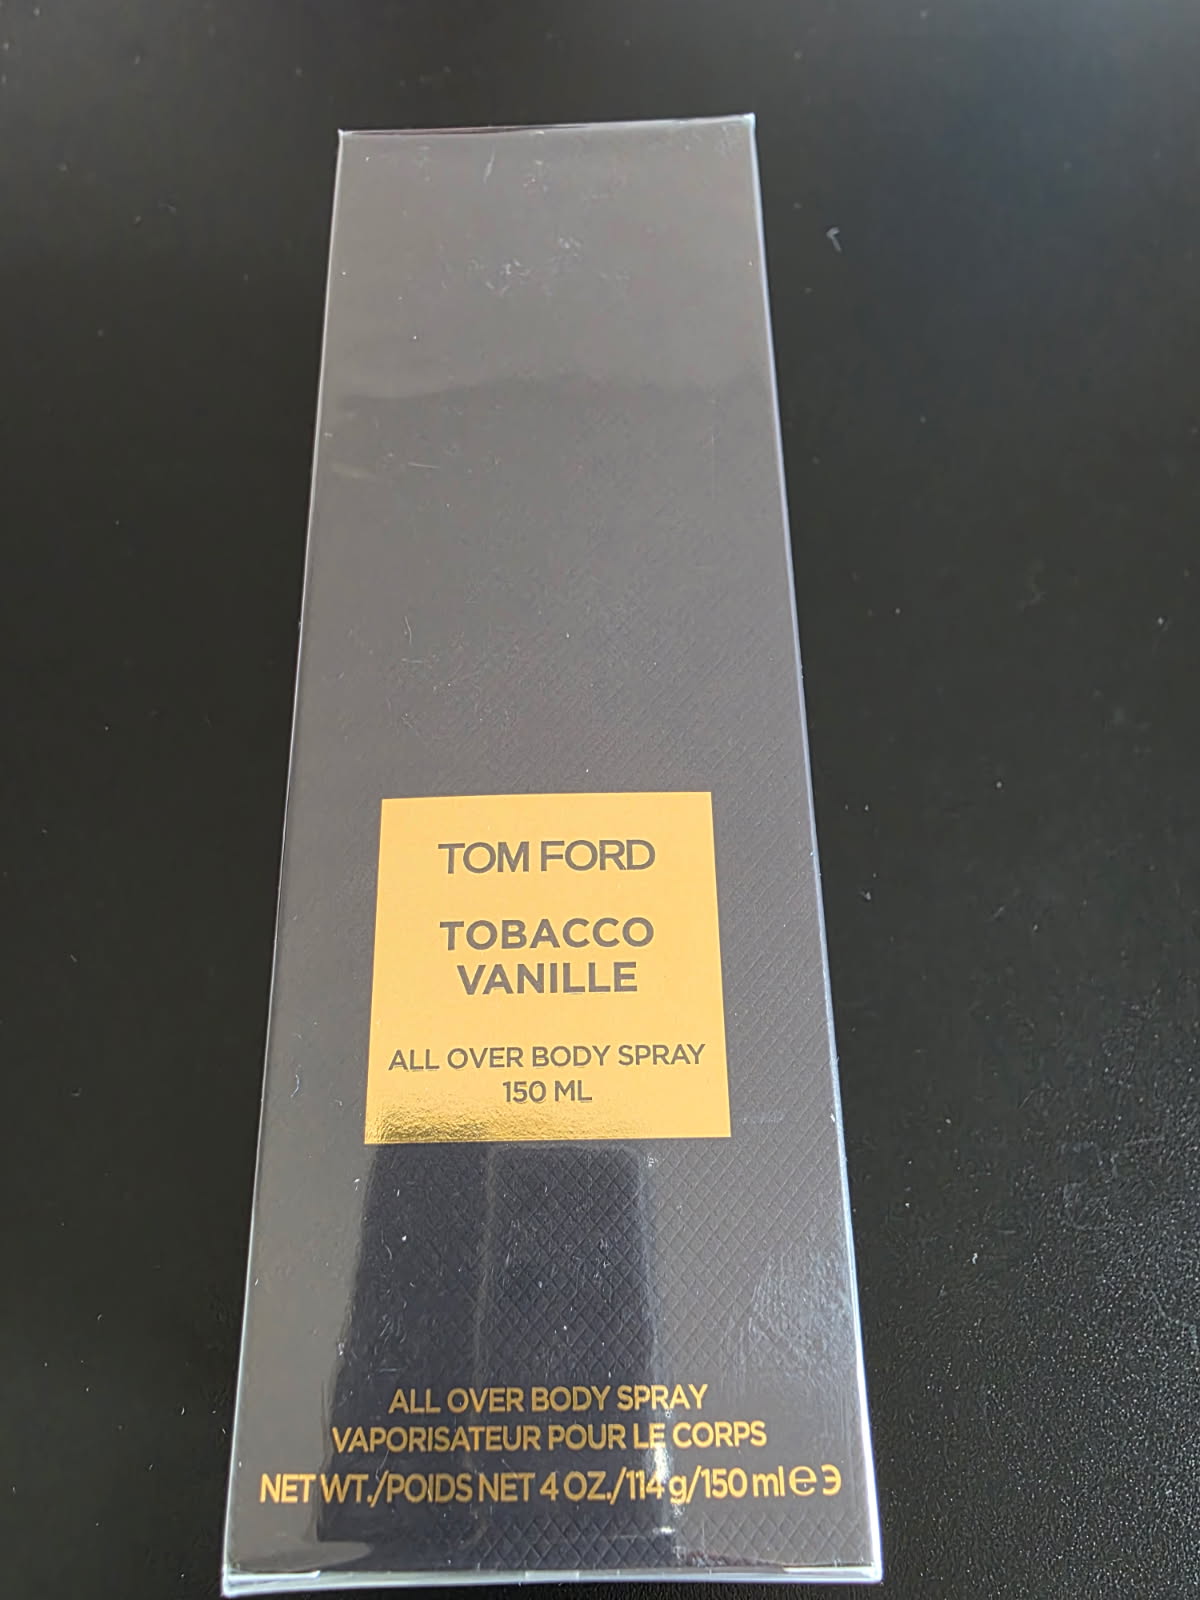 TOM FORD
TOBACCO
VANILLE
ALL OVER BODY SPRAY
150 ML
ALL OVER BODY SPRAY
VAPORISATEUR POUR LE CORPS
NET WT./POIDS NET 4 OZ./114 g/150 ml ℮ Э